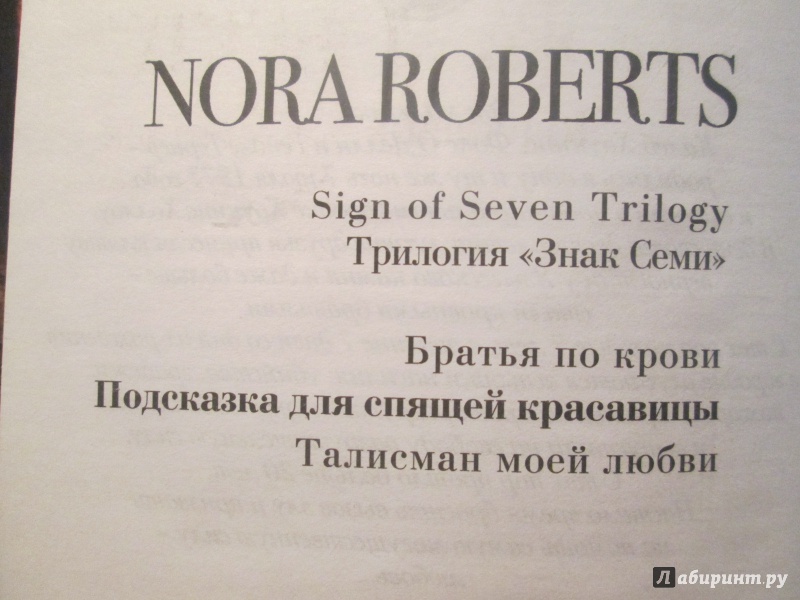 NORA ROBERTS
Sign of Seven Trilogy
Трилогия «Знак Семи»
Братья по крови
Подсказка для спящей красавицы
Талисман моей любви
Лабиринт.ру